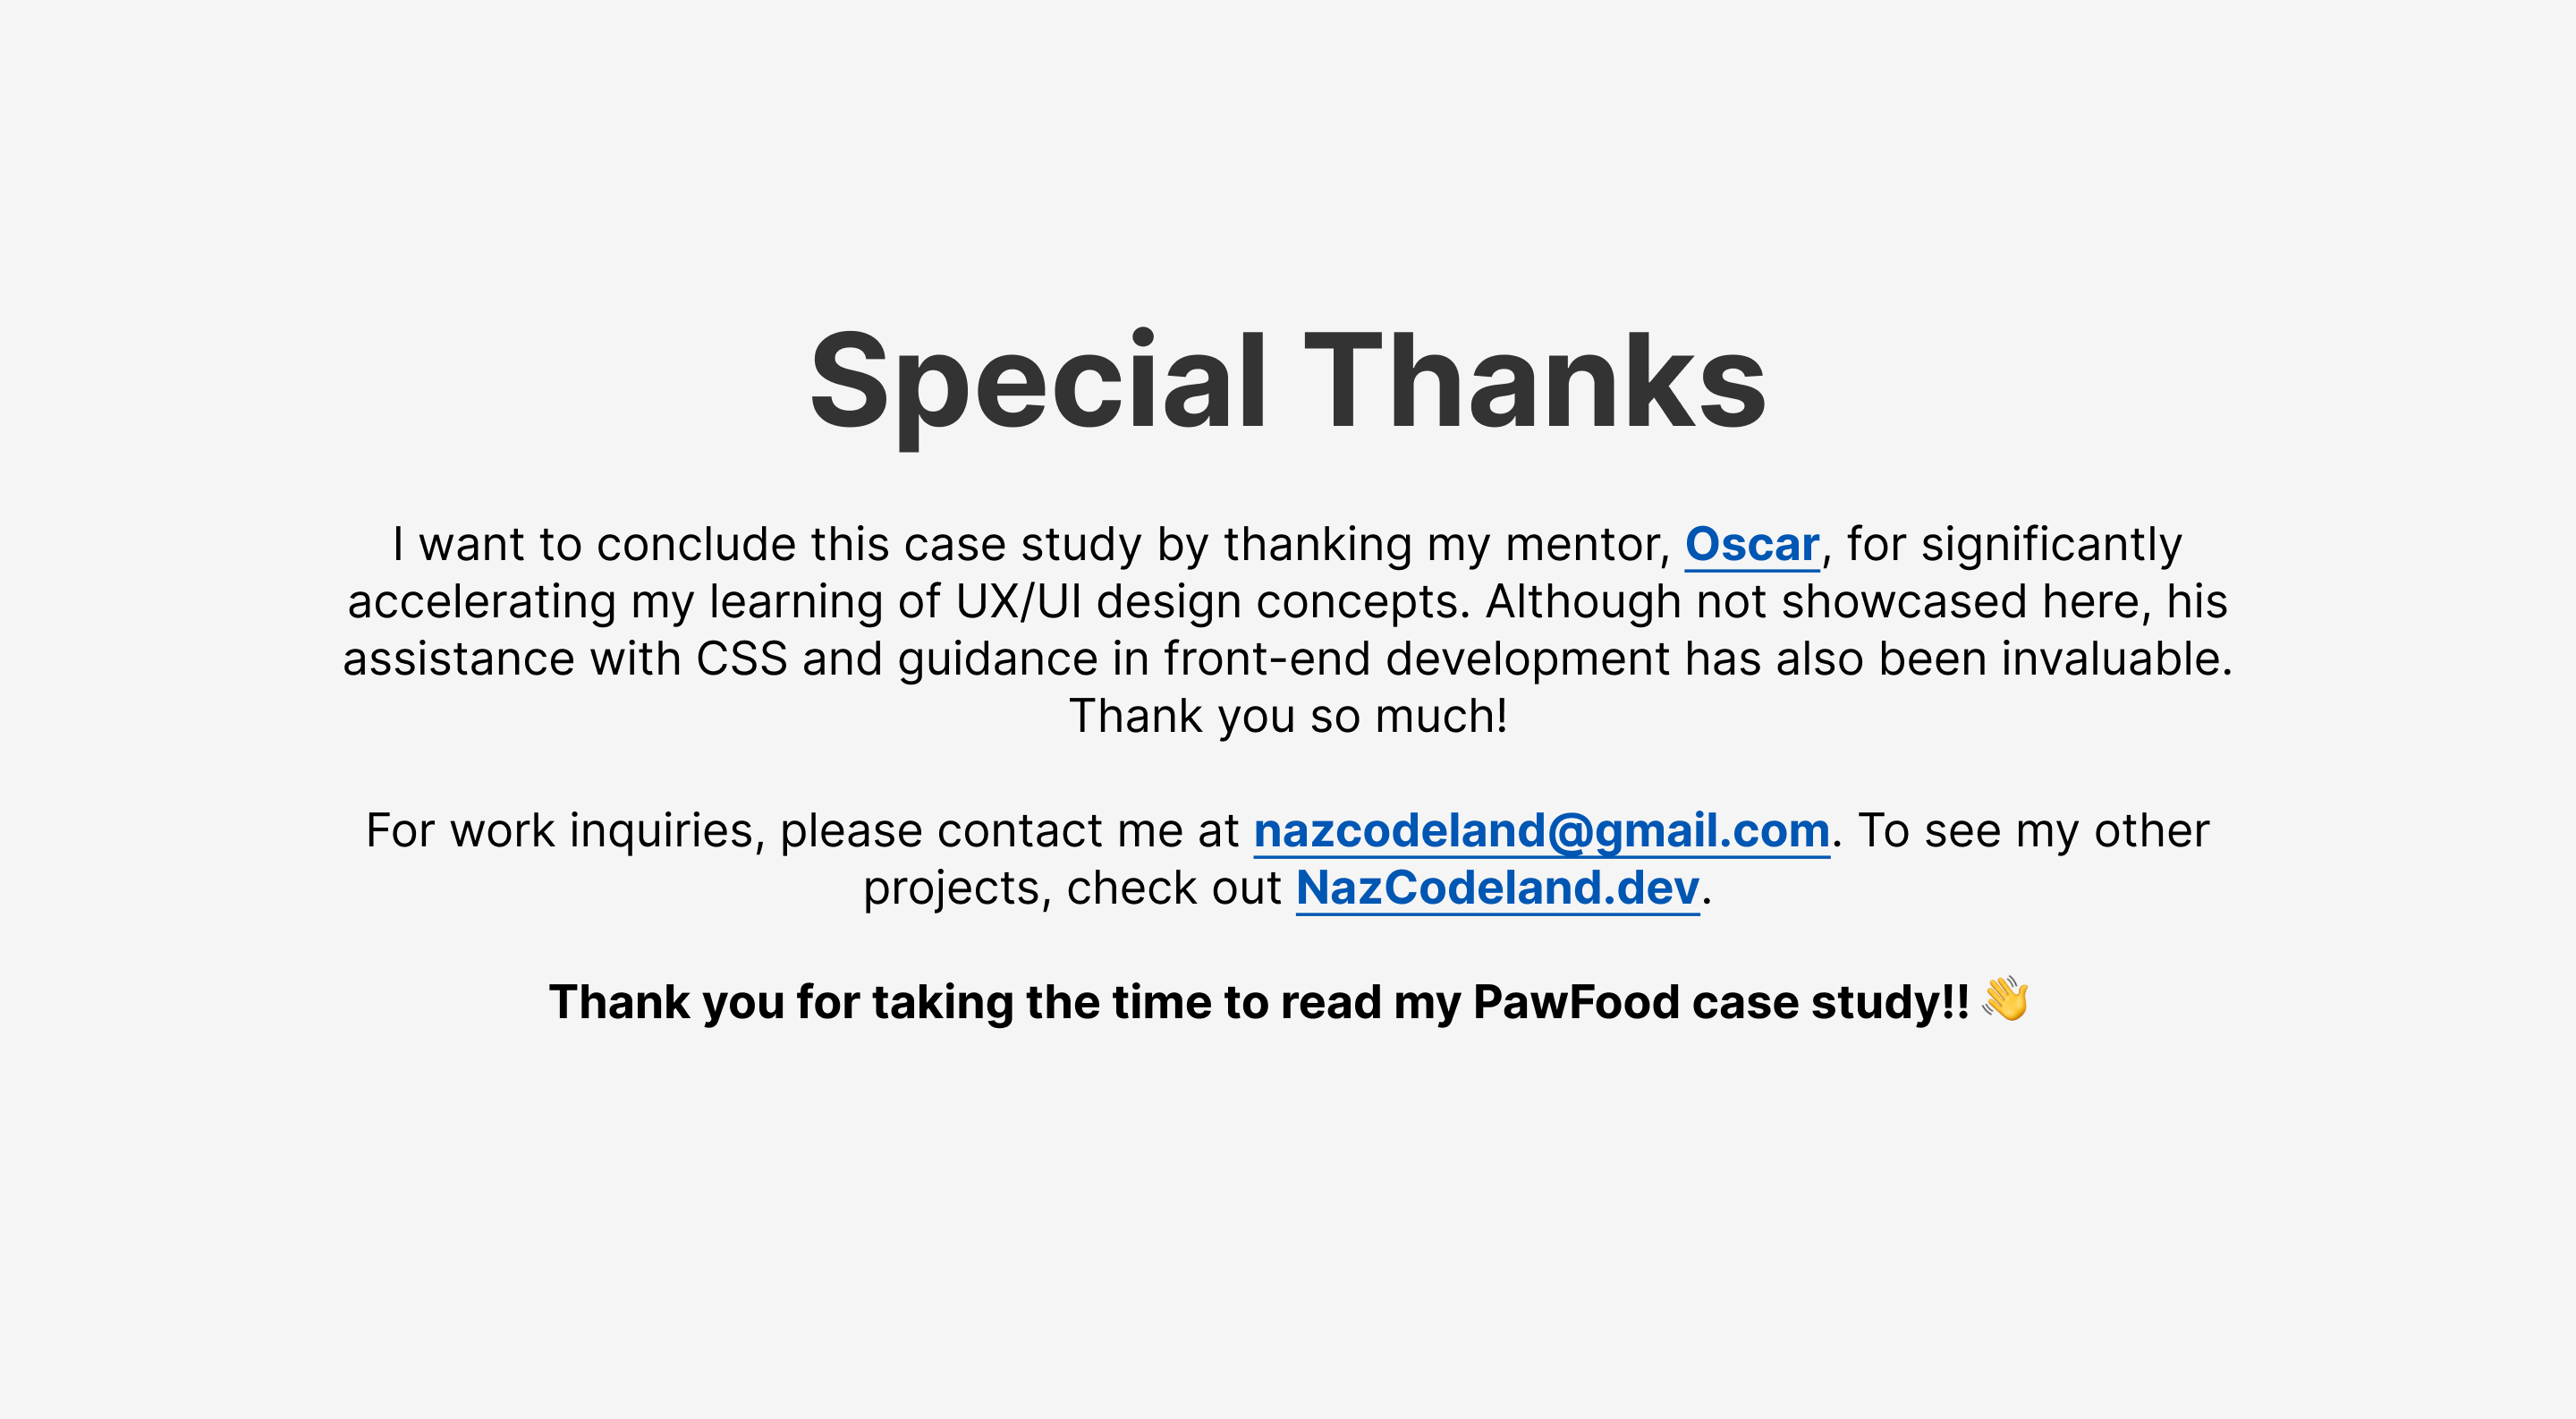 Special Thanks
I want to conclude this case study by thanking my mentor, Oscar, for significantly
accelerating my learning of UX/UI design concepts. Although not showcased here, his
assistance with CSS and guidance in front-end development has also been invaluable.
Thank you so much!
For work inquiries, please contact me at nazcodeland@gmail.com. To see my other
projects, check out NazCodeland.dev.
Thank you for taking the time to read my PawFood case study!! 👋